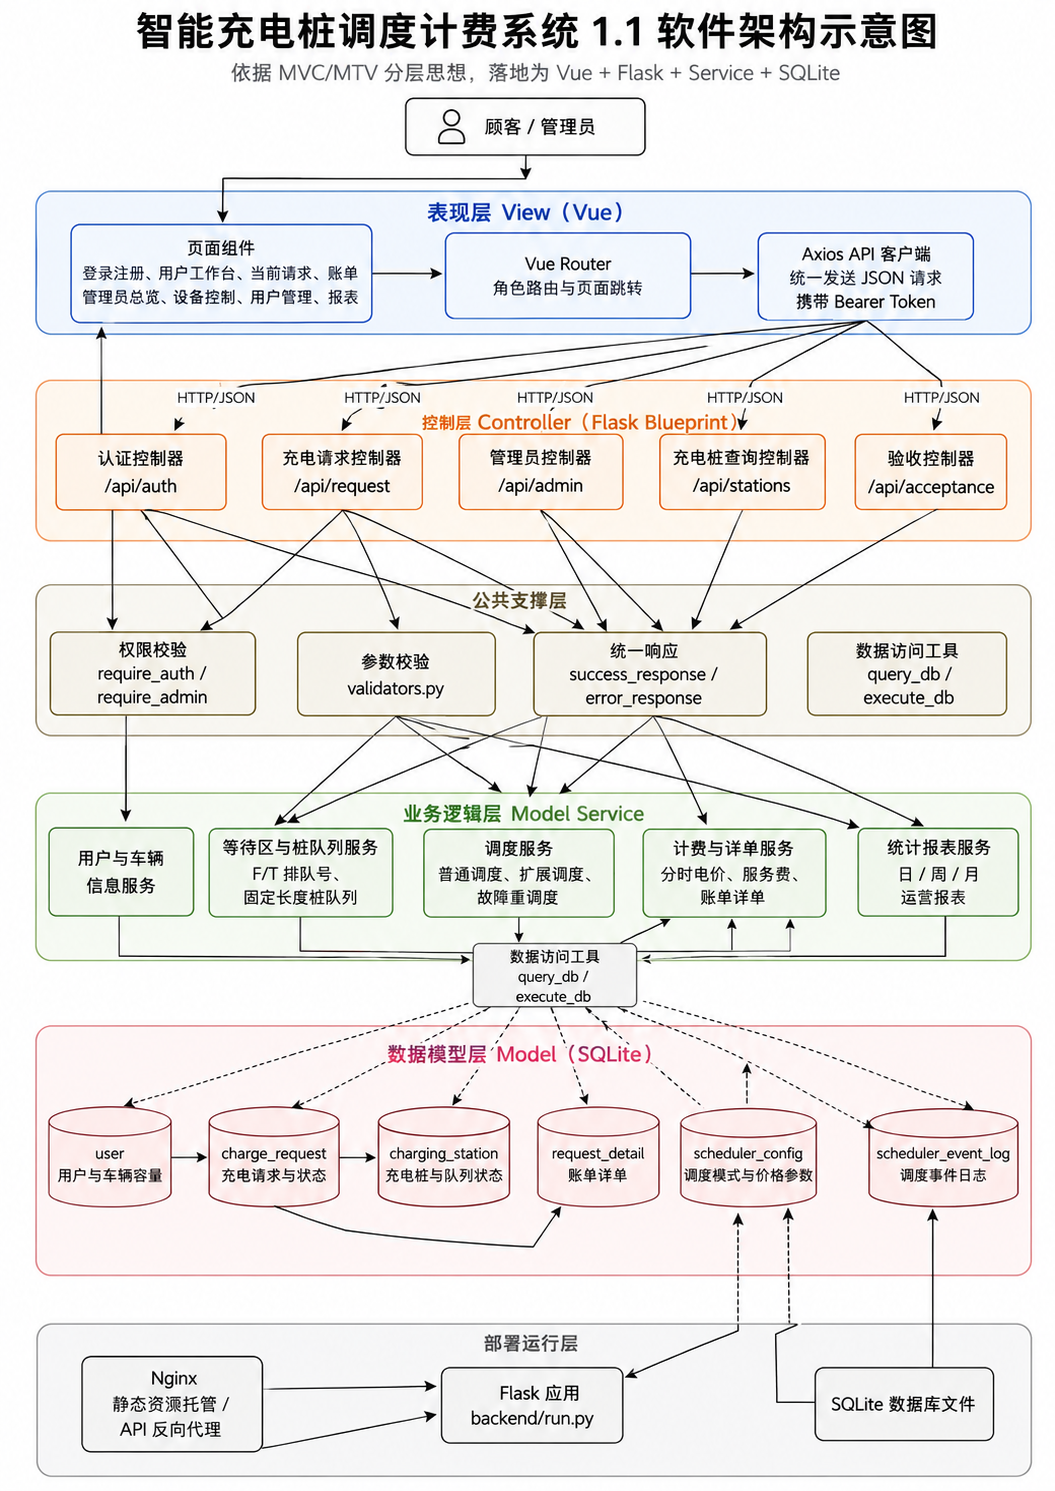 智能充电桩调度计费系统 1.1 软件架构示意图
依据 MVC/MTV 分层思想，落地为 Vue + Flask + Service + SQLite
顾客 / 管理员
表现层 View（Vue）
页面组件
登录注册、用户工作台、当前请求、账单
管理员总览、设备控制、用户管理、报表
Vue Router
角色路由与页面跳转
Axios API 客户端
统一发送 JSON 请求
携带 Bearer Token
HTTP/JSON
HTTP/JSON
HTTP/JSON
HTTP/JSON
HTTP/JSON
控制层 Controller（Flask Blueprint）
认证控制器
/api/auth
充电请求控制器
/api/request
管理员控制器
/api/admin
充电桩查询控制器
/api/stations
验收控制器
/api/acceptance
公共支撑层
权限校验
require_auth /
require_admin
参数校验
validators.py
统一响应
success_response /
error_response
数据访问工具
query_db /
execute_db
业务逻辑层 Model Service
用户与车辆
信息服务
等待区与桩队列服务
F/T 排队号、
固定长度桩队列
调度服务
普通调度、扩展调度、
故障重调度
计费与详单服务
分时电价、服务费、
账单详单
统计报表服务
日 / 周 / 月
运营报表
数据访问工具
query_db /
execute_db
数据模型层 Model（SQLite）
user
用户与车辆容量
charge_request
充电请求与状态
charging_station
充电桩与队列状态
request_detail
账单详单
scheduler_config
调度模式与价格参数
scheduler_event_log
调度事件日志
部署运行层
Nginx
静态资源托管 /
API 反向代理
Flask 应用
backend/run.py
SQLite 数据库文件